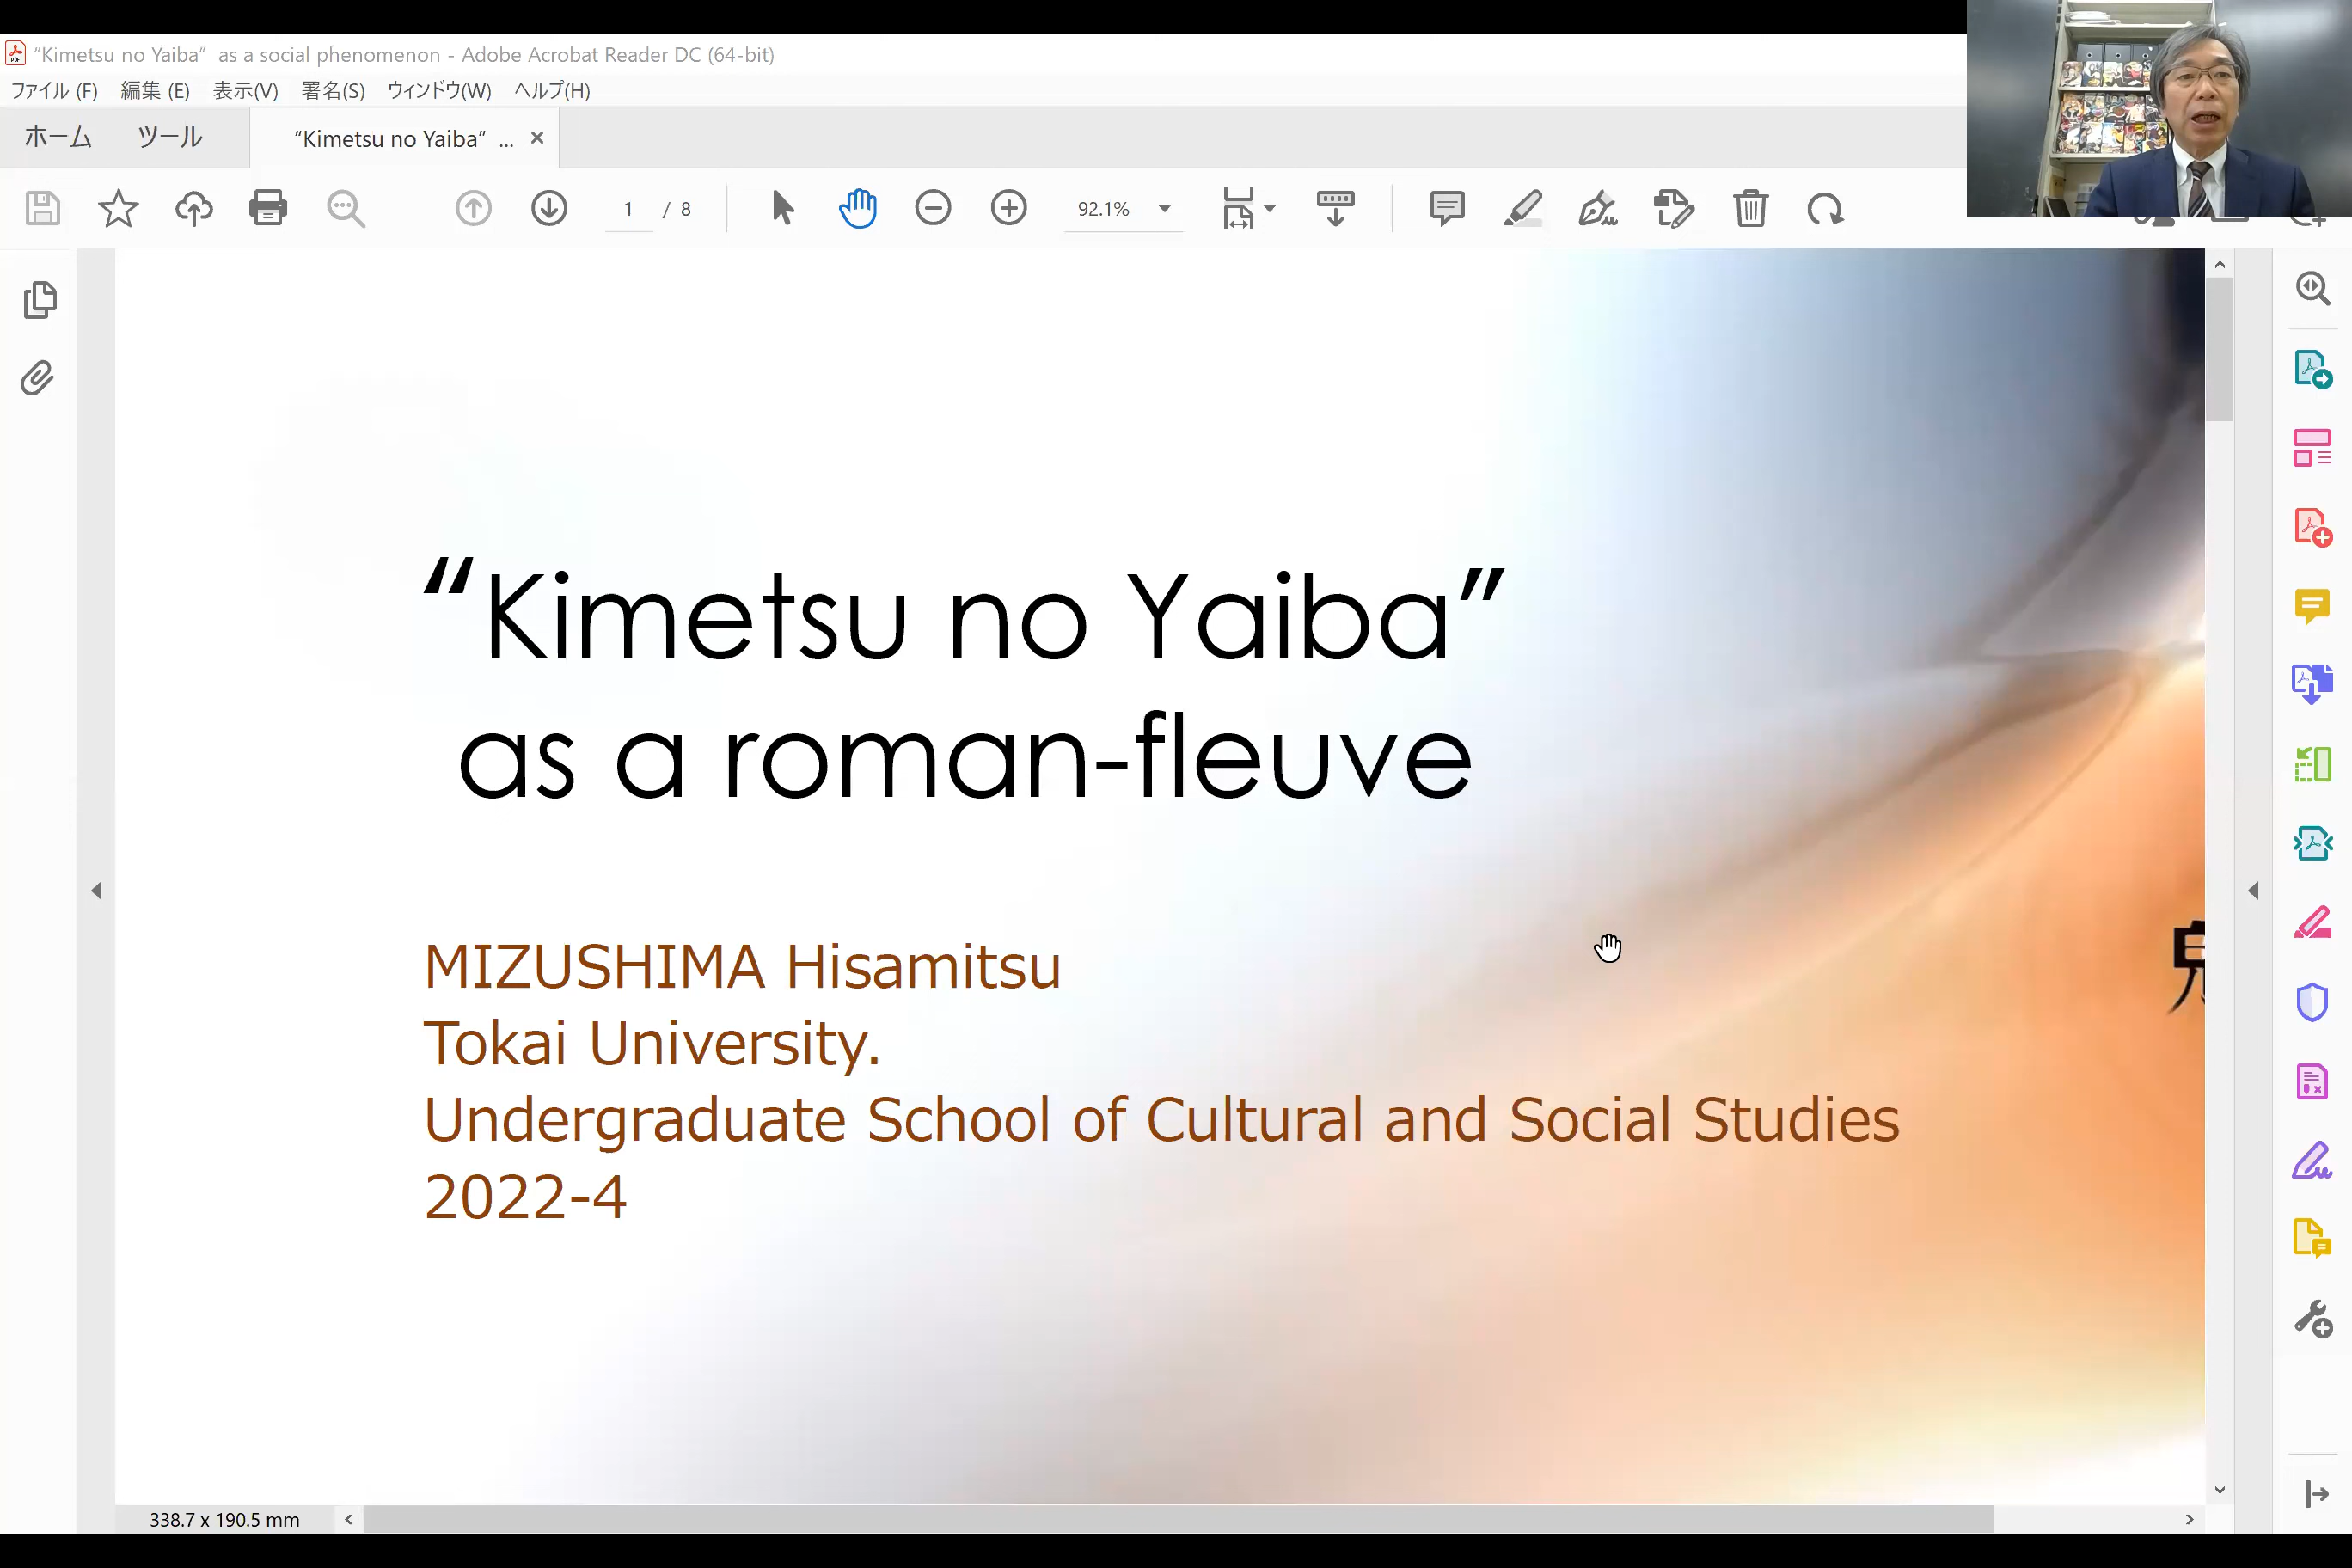 “Kimetsu no Yaiba” as a social phenomenon - Adobe Acrobat Reader DC (64-bit)
ファイル (F) 編集 (E) 表示(V) 署名(S) ウィンドウ(W) ヘルプ(H)
ホーム ツール “Kimetsu no Yaiba” ...
1 / 8 92.1%
“Kimetsu no Yaiba”
as a roman-fleuve
MIZUSHIMA Hisamitsu
Tokai University.
Undergraduate School of Cultural and Social Studies
2022-4
338.7 x 190.5 mm